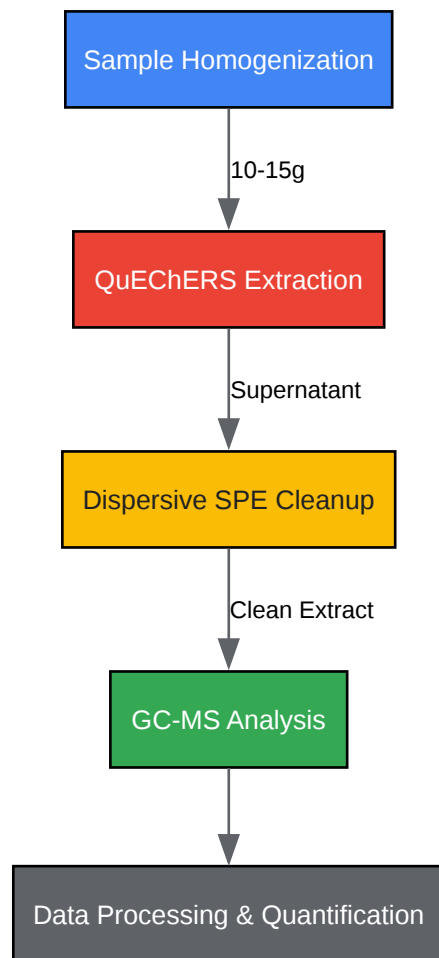 Sample Homogenization
10-15g
QuEChERS Extraction
Supernatant
Dispersive SPE Cleanup
Clean Extract
GC-MS Analysis
Data Processing & Quantification